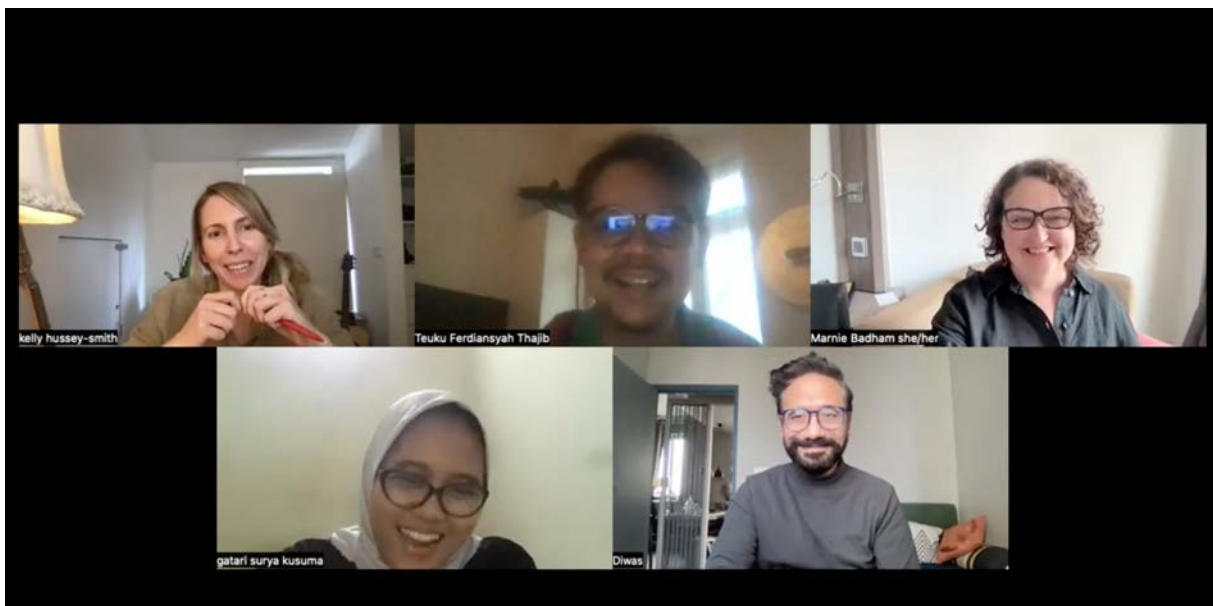 kelly hussey-smith
Teuku Ferdiansyah Thajib
Marnie Badham she/her
gatari surya kusuma
Diwas